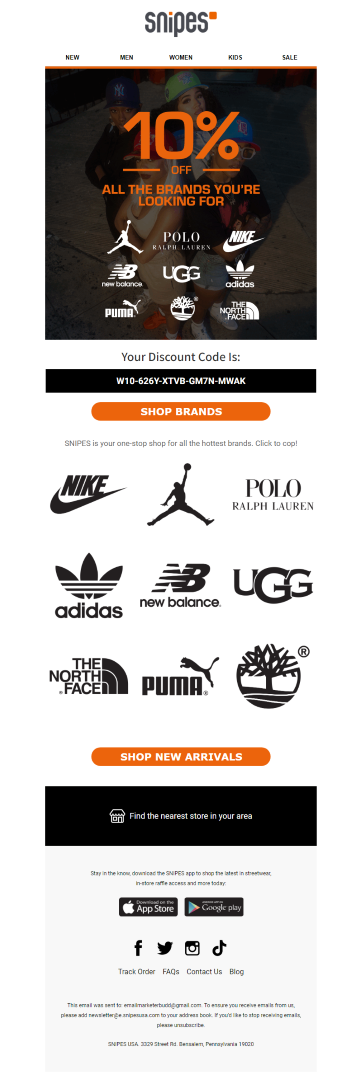 snipes
NEW MEN WOMEN KIDS SALE
10%
OFF
ALL THE BRANDS YOU'RE
LOOKING FOR
POLO
RALPH LAUREN
NIKE
new balance
UGG
adidas
PUMA
®
THE
NORTH
FACE
Your Discount Code Is:
W10-626Y-XTVB-GM7N-MWAK
SHOP BRANDS
SNIPES is your one-stop shop for all the hottest brands. Click to cop!
NIKE
POLO
RALPH LAUREN
adidas
new balance.
UGG
THE
NORTH
FACE
PUMA®
®
SHOP NEW ARRIVALS
Find the nearest store in your area
Stay in the know, download the SNIPES app to shop the latest in streetwear,
in-store raffle access and more today:
Download on the
App Store
Google play
Track Order FAQs Contact Us Blog
This email was sent to: emailmarketerbudd@gmail.com. To ensure you receive emails from us,
please add newsletter@e.snipesusa.com to your address book. If you'd like to stop receiving emails,
please unsubscribe.
SNIPES USA. 3329 Street Rd. Bensalem, Pennsylvania 19020